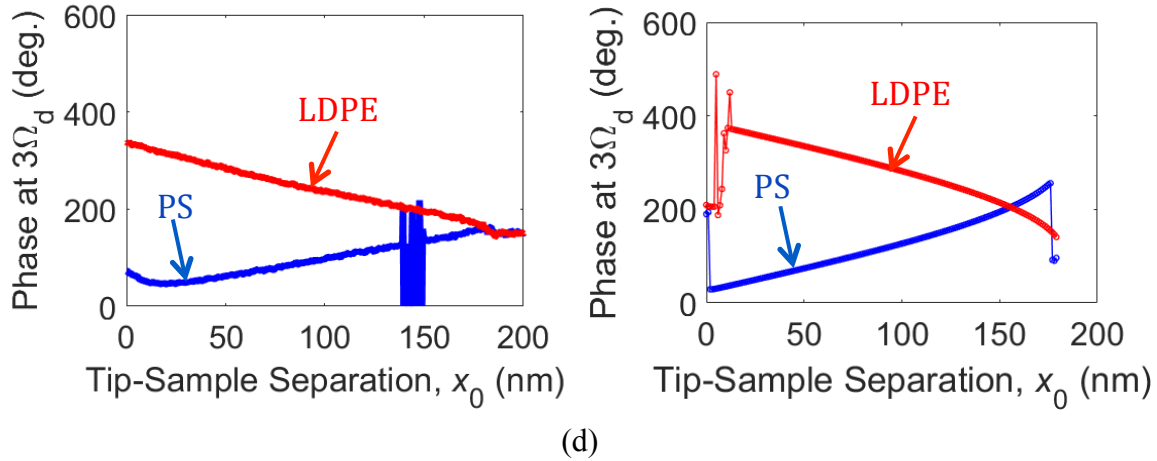 600
400
200
0
Phase at 3Ω_d (deg.)
LDPE
PS
0 50 100 150 200
Tip-Sample Separation, x_0 (nm)
600
400
200
0
Phase at 3Ω_d (deg.)
LDPE
PS
0 50 100 150 200
Tip-Sample Separation, x_0 (nm)
(d)